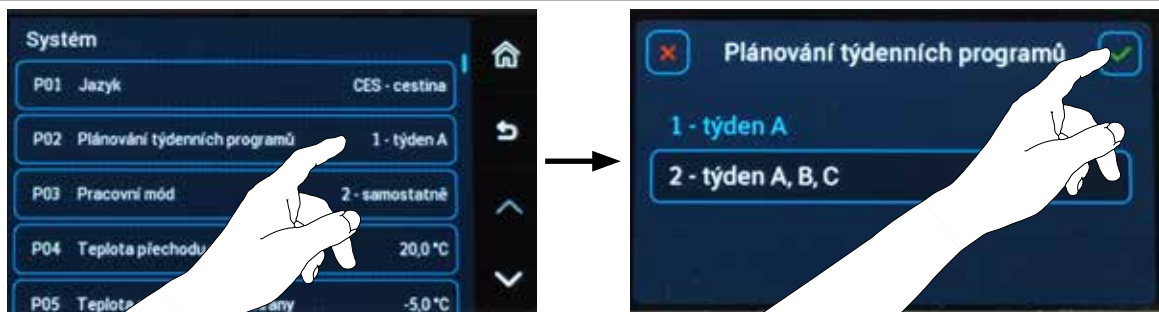 Systém
P01 Jazyk CES - cestina
P02 Plánování týdenních programů 1 - týden A
P03 Pracovní mód 2 - samostatně
P04 Teplota přechodu 20,0 °C
P05 Teplota -5,0 °C
Plánování týdenních programů
1 - týden A
2 - týden A, B, C